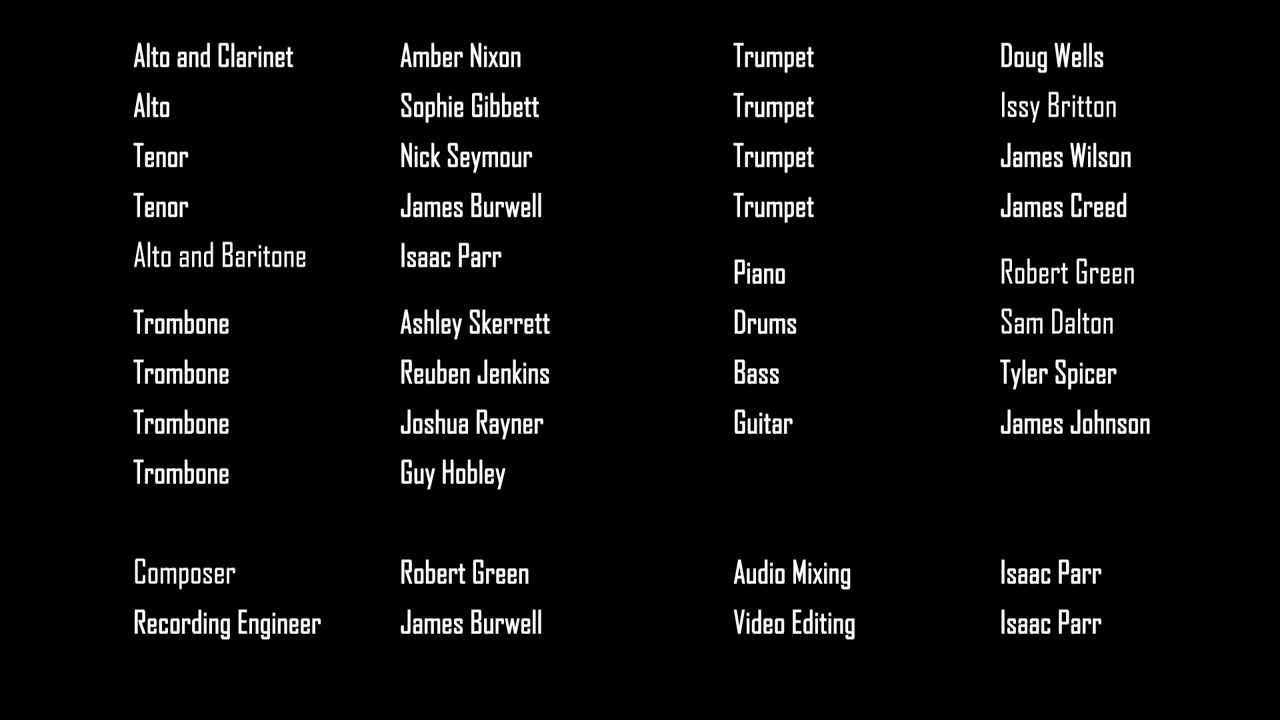 Alto and Clarinet Amber Nixon
Alto Sophie Gibbett
Tenor Nick Seymour
Tenor James Burwell
Alto and Baritone Isaac Parr
Trombone Ashley Skerrett
Trombone Reuben Jenkins
Trombone Joshua Rayner
Trombone Guy Hobley
Trumpet Doug Wells
Trumpet Issy Britton
Trumpet James Wilson
Trumpet James Creed
Piano Robert Green
Drums Sam Dalton
Bass Tyler Spicer
Guitar James Johnson
Composer Robert Green
Recording Engineer James Burwell
Audio Mixing Isaac Parr
Video Editing Isaac Parr